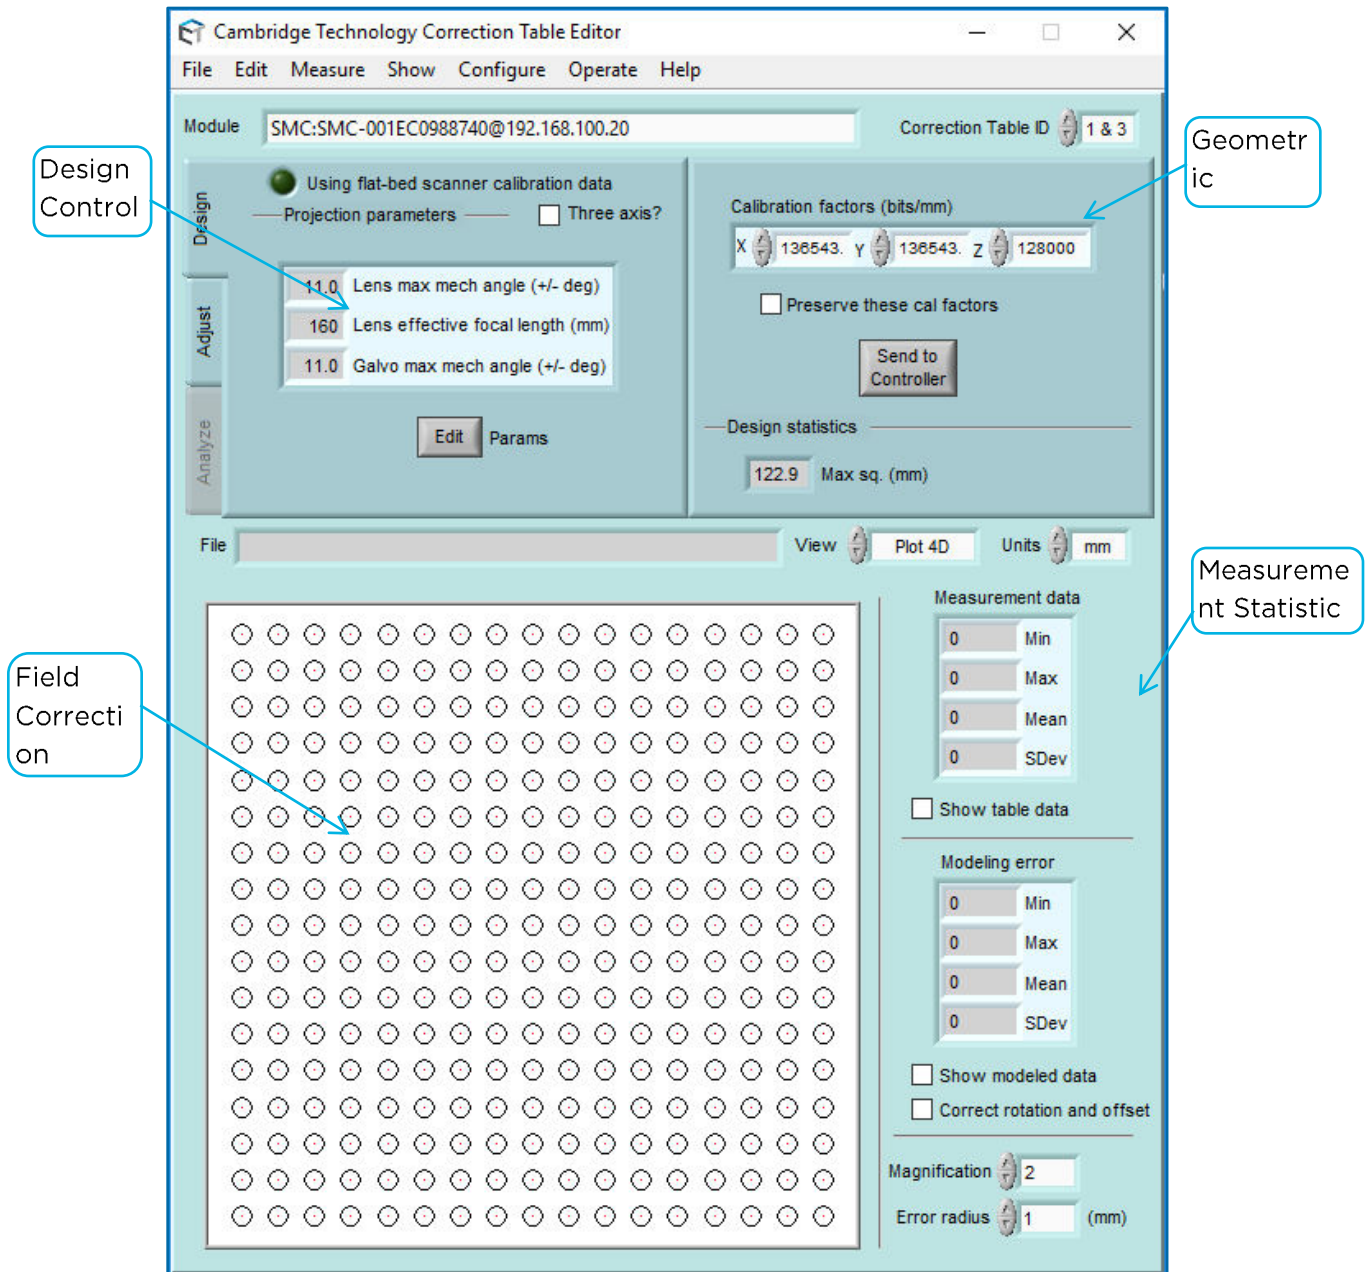 Cambridge Technology Correction Table Editor
File Edit Measure Show Configure Operate Help
Module SMC:SMC-001EC0988740@192.168.100.20 Correction Table ID 1 & 3
Geometr
ic
Design
Control
Design
Adjust
Analyze
Using flat-bed scanner calibration data
Projection parameters Three axis?
11.0 Lens max mech angle (+/- deg)
160 Lens effective focal length (mm)
11.0 Galvo max mech angle (+/- deg)
Edit Params
Calibration factors (bits/mm)
X 136543. Y 136543. Z 128000
Preserve these cal factors
Send to
Controller
Design statistics
122.9 Max sq. (mm)
File View Plot 4D Units mm
Measureme
nt Statistic
Field
Correcti
on
Measurement data
0 Min
0 Max
0 Mean
0 SDev
Show table data
Modeling error
0 Min
0 Max
0 Mean
0 SDev
Show modeled data
Correct rotation and offset
Magnification 2
Error radius 1 (mm)